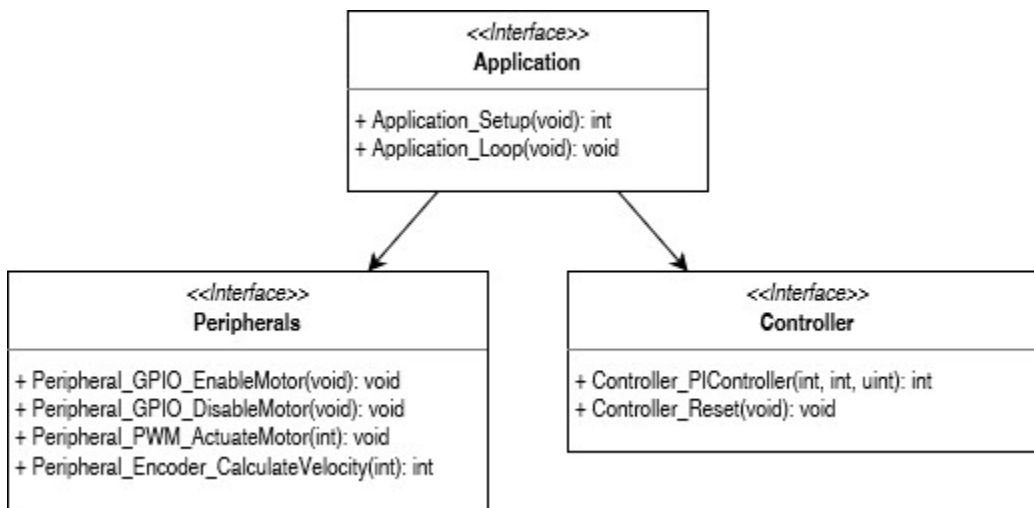 <<Interface>>
Application
+ Application_Setup(void): int
+ Application_Loop(void): void
<<Interface>>
Peripherals
+ Peripheral_GPIO_EnableMotor(void): void
+ Peripheral_GPIO_DisableMotor(void): void
+ Peripheral_PWM_ActuateMotor(int): void
+ Peripheral_Encoder_CalculateVelocity(int): int
<<Interface>>
Controller
+ Controller_PIController(int, int, uint): int
+ Controller_Reset(void): void